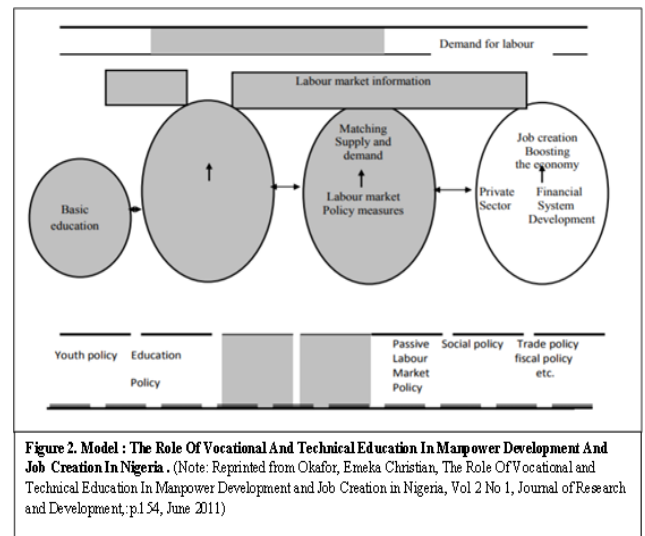 Demand for labour
Labour market information
Matching
Supply and
demand
Labour market
Policy measures
Job creation
Boosting
the economy
Private
Sector
Financial
System
Development
Basic
education
Youth policy
Education
Policy
Passive
Labour
Market
Policy
Social policy
Trade policy
fiscal policy
etc.
Figure 2. Model : The Role Of Vocational And Technical Education In Manpower Development And
Job Creation In Nigeria . (Note: Reprinted from Okafor, Emeka Christian, The Role Of Vocational and
Technical Education In Manpower Development and Job Creation in Nigeria, Vol 2 No 1, Journal of Research
and Development,:p.154, June 2011)